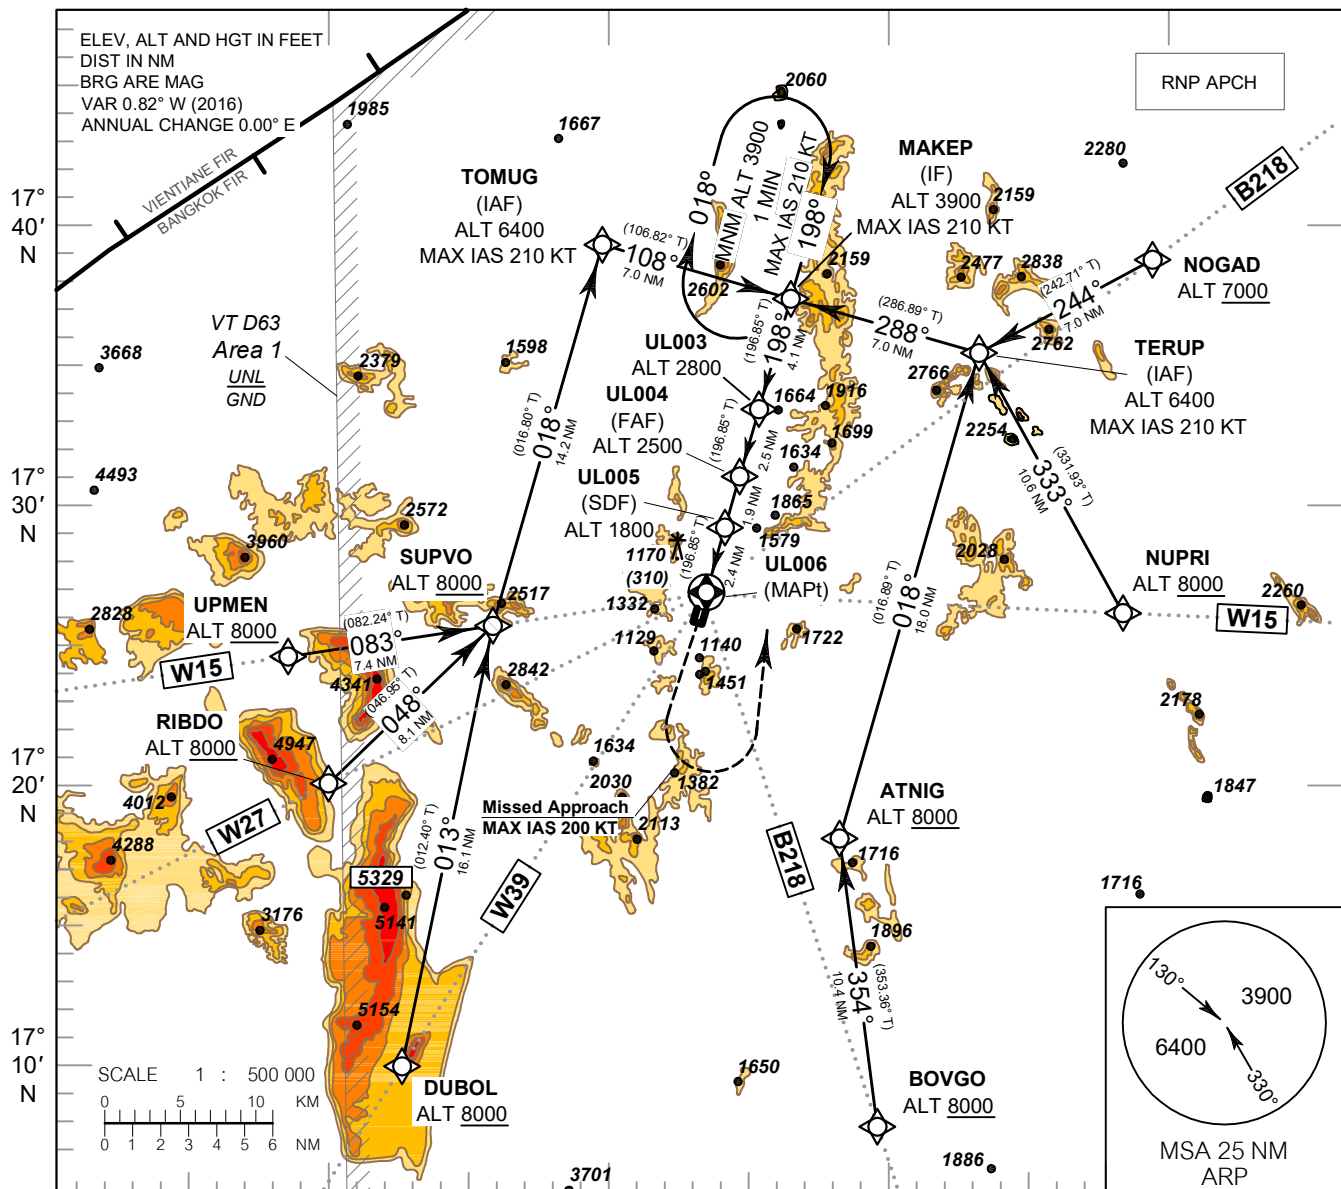 ELEV, ALT AND HGT IN FEET
DIST IN NM
BRG ARE MAG
VAR 0.82° W (2016)
ANNUAL CHANGE 0.00° E
RNP APCH
VIENTIANE FIR
BANGKOK FIR
1985
1667
2060
2280
B218
TOMUG
(IAF)
ALT 6400
MAX IAS 210 KT
018°
MNM ALT 3900
1 MIN
MAX IAS 210 KT
198°
MAKEP
(IF)
ALT 3900
MAX IAS 210 KT
2159
17°
40′
N
(106.82° T)
108°
7.0 NM
2602
2159
2477
2838
NOGAD
ALT 7000
(242.71° T)
244°
7.0 NM
2762
(286.89° T)
288°
7.0 NM
VT D63
Area 1
UNL
GND
3668
2379
1598
UL003
ALT 2800
(196.85° T)
198°
4.1 NM
TERUP
(IAF)
ALT 6400
MAX IAS 210 KT
2766
1664
1916
1699
2254
UL004
(FAF)
ALT 2500
(196.85° T)
2.5 NM
1634
(016.80° T)
018°
14.2 NM
(331.93° T)
333°
10.6 NM
17°
30′
N
4493
2572
3960
UL005
(SDF)
ALT 1800
1.9 NM
1865
1579
1170
(310)
(196.85° T)
2.4 NM
UL006
(MAPt)
2028
NUPRI
ALT 8000
2260
W15
SUPVO
ALT 8000
2517
1332
2828
UPMEN
ALT 8000
(082.24° T)
083°
7.4 NM
W15
(016.89° T)
018°
18.0 NM
1129
1140
1722
1451
4341
2842
(046.95° T)
048°
8.1 NM
RIBDO
ALT 8000
4947
2178
17°
20′
N
1634
1382
2030
4012
1847
Missed Approach
MAX IAS 200 KT
2113
W27
4288
ATNIG
ALT 8000
1716
B218
(012.40° T)
013°
16.1 NM
W39
5329
5141
3176
1716
1896
(353.36° T)
354°
10.4 NM
5154
17°
10′
N
1650
DUBOL
ALT 8000
BOVGO
ALT 8000
1886
3701
SCALE 1 : 500 000
0 5 10 KM
0 1 2 3 4 5 6 NM
130°
3900
6400
330°
MSA 25 NM
ARP